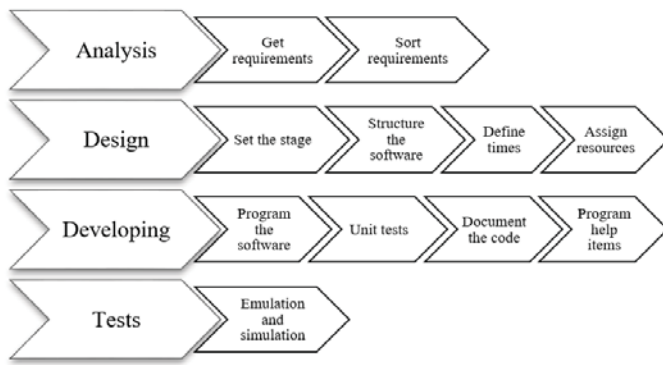 Analysis
Get
requirements
Sort
requirements
Design
Set the stage
Structure
the
software
Define
times
Assign
resources
Developing
Program
the
software
Unit tests
Document
the code
Program
help
items
Tests
Emulation
and
simulation